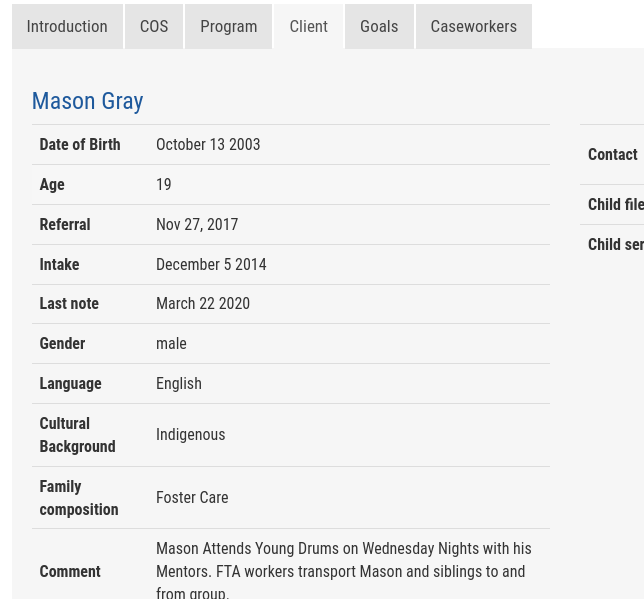 Introduction COS Program Client Goals Caseworkers
Mason Gray
Date of Birth October 13 2003
Age 19
Referral Nov 27, 2017
Intake December 5 2014
Last note March 22 2020
Gender male
Language English
Cultural
Background Indigenous
Family
composition Foster Care
Comment Mason Attends Young Drums on Wednesday Nights with his
Mentors. FTA workers transport Mason and siblings to and
from group.
Contact
Child file
Child ser